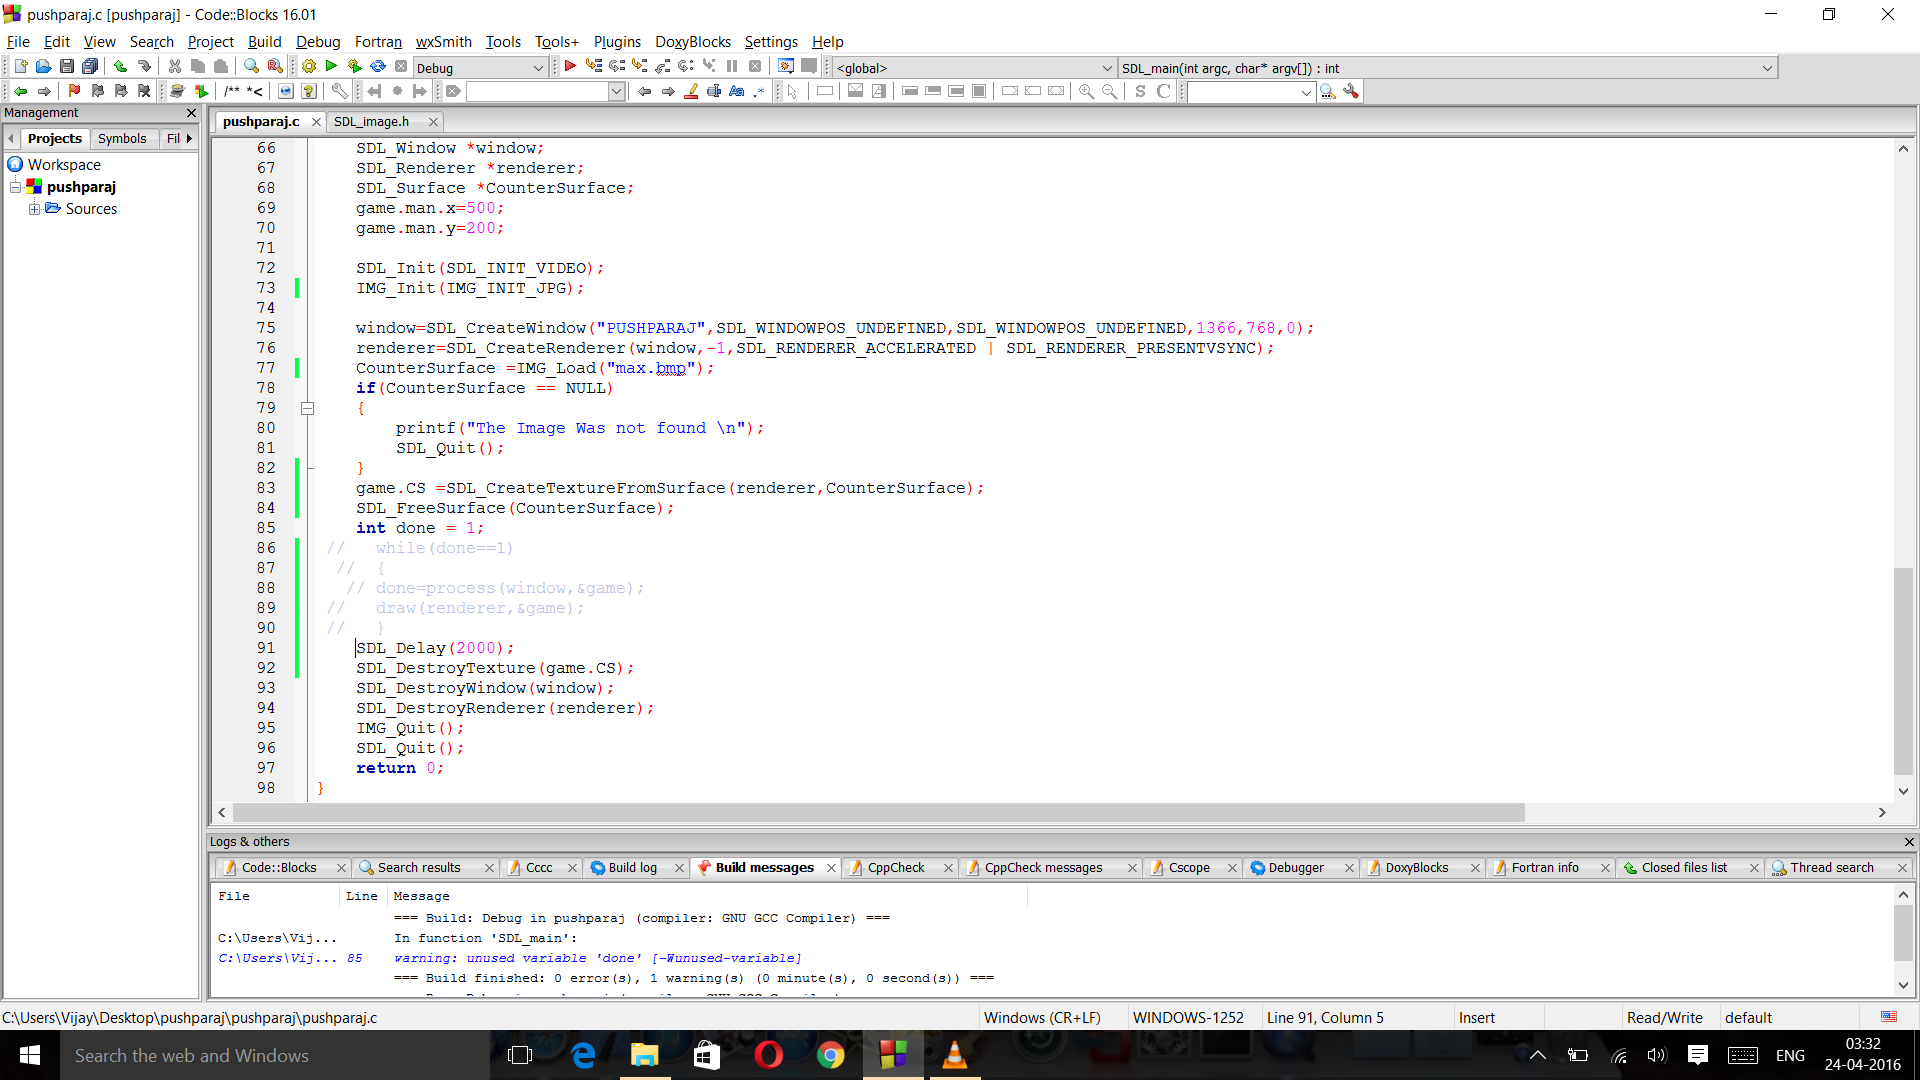 pushparaj.c [pushparaj] - Code::Blocks 16.01
File Edit View Search Project Build Debug Fortran wxSmith Tools Tools+ Plugins DoxyBlocks Settings Help
Debug
<global>
SDL_main(int argc, char* argv[]) : int
/** *<
Aa .*
S C
Management
pushparaj.c
SDL_image.h
Projects Symbols Fil
Workspace
pushparaj
Sources
66 SDL_Window *window;
67 SDL_Renderer *renderer;
68 SDL_Surface *CounterSurface;
69 game.man.x=500;
70 game.man.y=200;
71
72 SDL_Init(SDL_INIT_VIDEO);
73 IMG_Init(IMG_INIT_JPG);
74
75 window=SDL_CreateWindow("PUSHPARAJ",SDL_WINDOWPOS_UNDEFINED,SDL_WINDOWPOS_UNDEFINED,1366,768,0);
76 renderer=SDL_CreateRenderer(window,-1,SDL_RENDERER_ACCELERATED | SDL_RENDERER_PRESENTVSYNC);
77 CounterSurface =IMG_Load("max.bmp");
78 if(CounterSurface == NULL)
79 {
80 printf("The Image Was not found \n");
81 SDL_Quit();
82 }
83 game.CS =SDL_CreateTextureFromSurface(renderer,CounterSurface);
84 SDL_FreeSurface(CounterSurface);
85 int done = 1;
86 // while(done==1)
87 // {
88 // done=process(window,&game);
89 // draw(renderer,&game);
90 // }
91 SDL_Delay(2000);
92 SDL_DestroyTexture(game.CS);
93 SDL_DestroyWindow(window);
94 SDL_DestroyRenderer(renderer);
95 IMG_Quit();
96 SDL_Quit();
97 return 0;
98 }
Logs & others
Code::Blocks Search results Cccc Build log Build messages CppCheck CppCheck messages Cscope Debugger DoxyBlocks Fortran info Closed files list Thread search
File Line Message
=== Build: Debug in pushparaj (compiler: GNU GCC Compiler) ===
C:\Users\Vij... In function 'SDL_main':
C:\Users\Vij... 85 warning: unused variable 'done' [-Wunused-variable]
=== Build finished: 0 error(s), 1 warning(s) (0 minute(s), 0 second(s)) ===
C:\Users\Vijay\Desktop\pushparaj\pushparaj\pushparaj.c
Windows (CR+LF) WINDOWS-1252 Line 91, Column 5 Insert Read/Write default
Search the web and Windows
ENG
03:32
24-04-2016